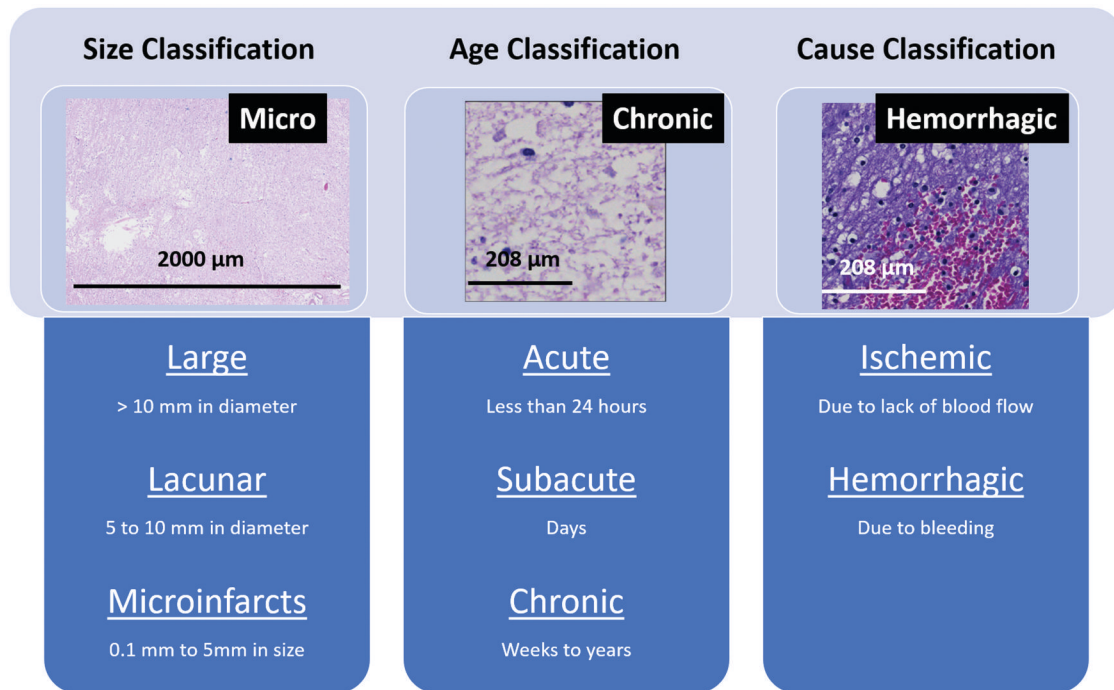 Size Classification
Micro
2000 µm
Large
> 10 mm in diameter
Lacunar
5 to 10 mm in diameter
Microinfarcts
0.1 mm to 5mm in size
Age Classification
Chronic
208 µm
Acute
Less than 24 hours
Subacute
Days
Chronic
Weeks to years
Cause Classification
Hemorrhagic
208 µm
Ischemic
Due to lack of blood flow
Hemorrhagic
Due to bleeding